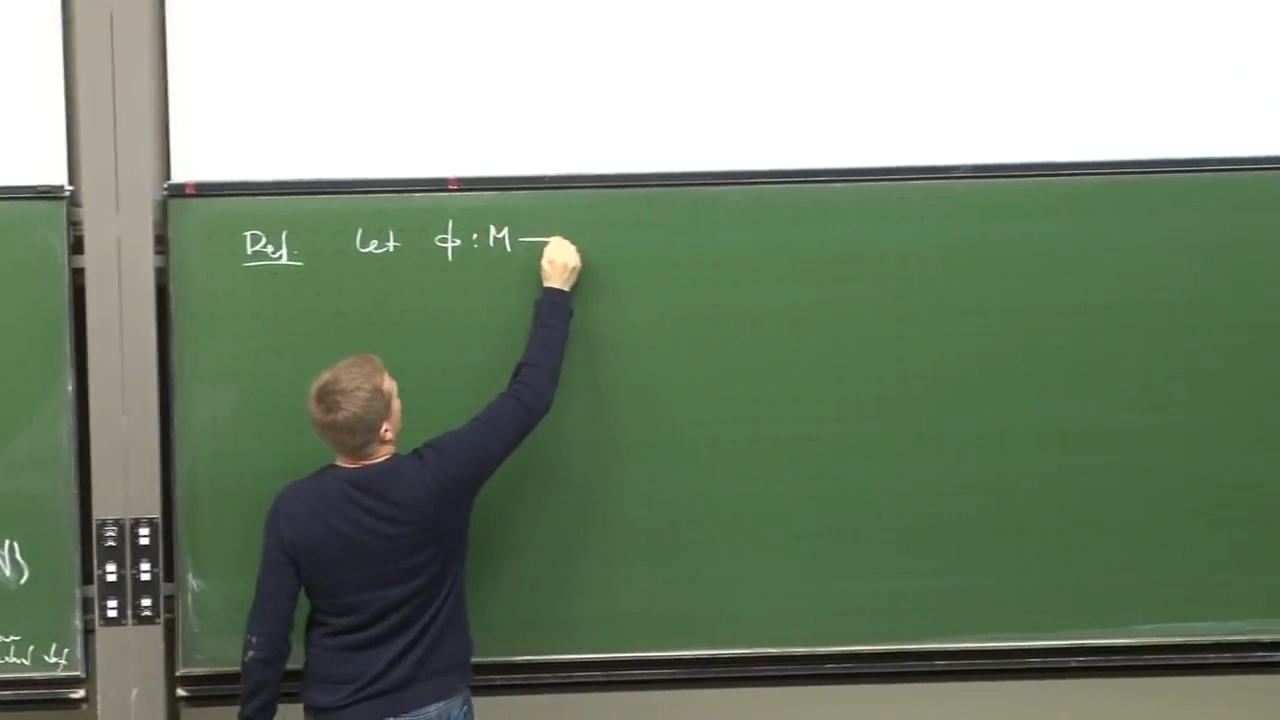 Def. Let ϕ : M —